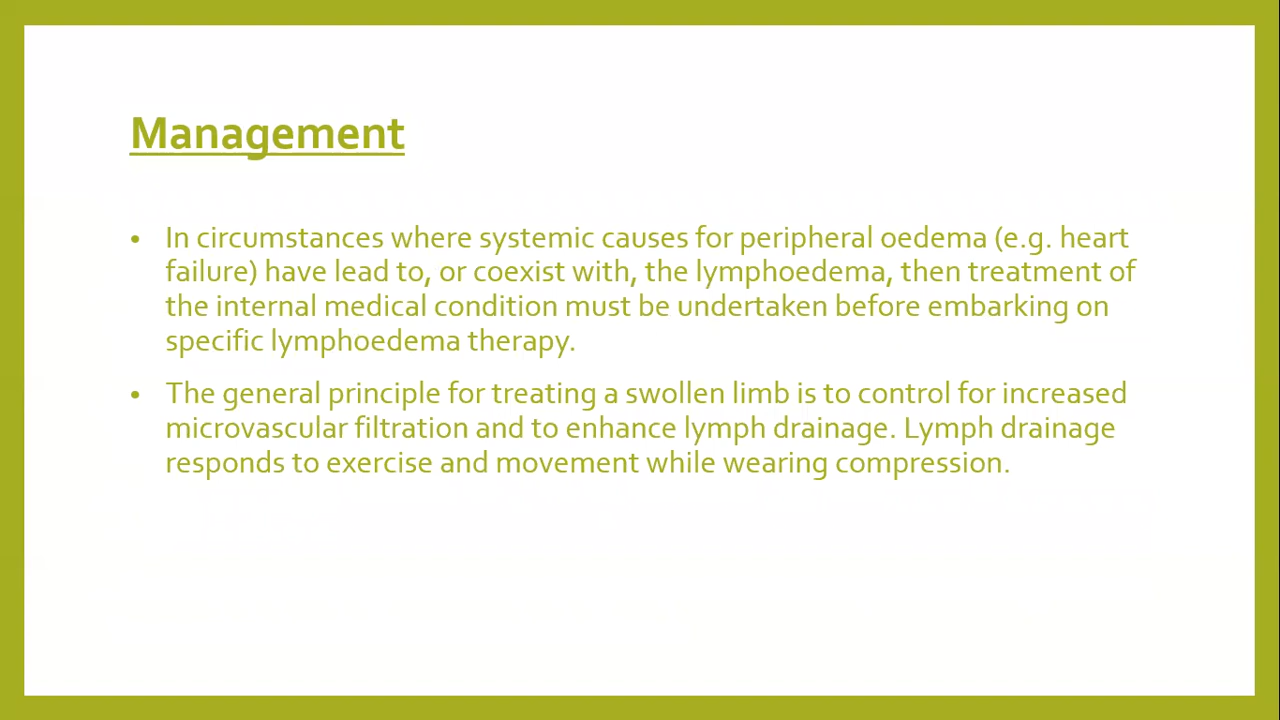 Management
• In circumstances where systemic causes for peripheral oedema (e.g. heart
failure) have lead to, or coexist with, the lymphoedema, then treatment of
the internal medical condition must be undertaken before embarking on
specific lymphoedema therapy.
• The general principle for treating a swollen limb is to control for increased
microvascular filtration and to enhance lymph drainage. Lymph drainage
responds to exercise and movement while wearing compression.